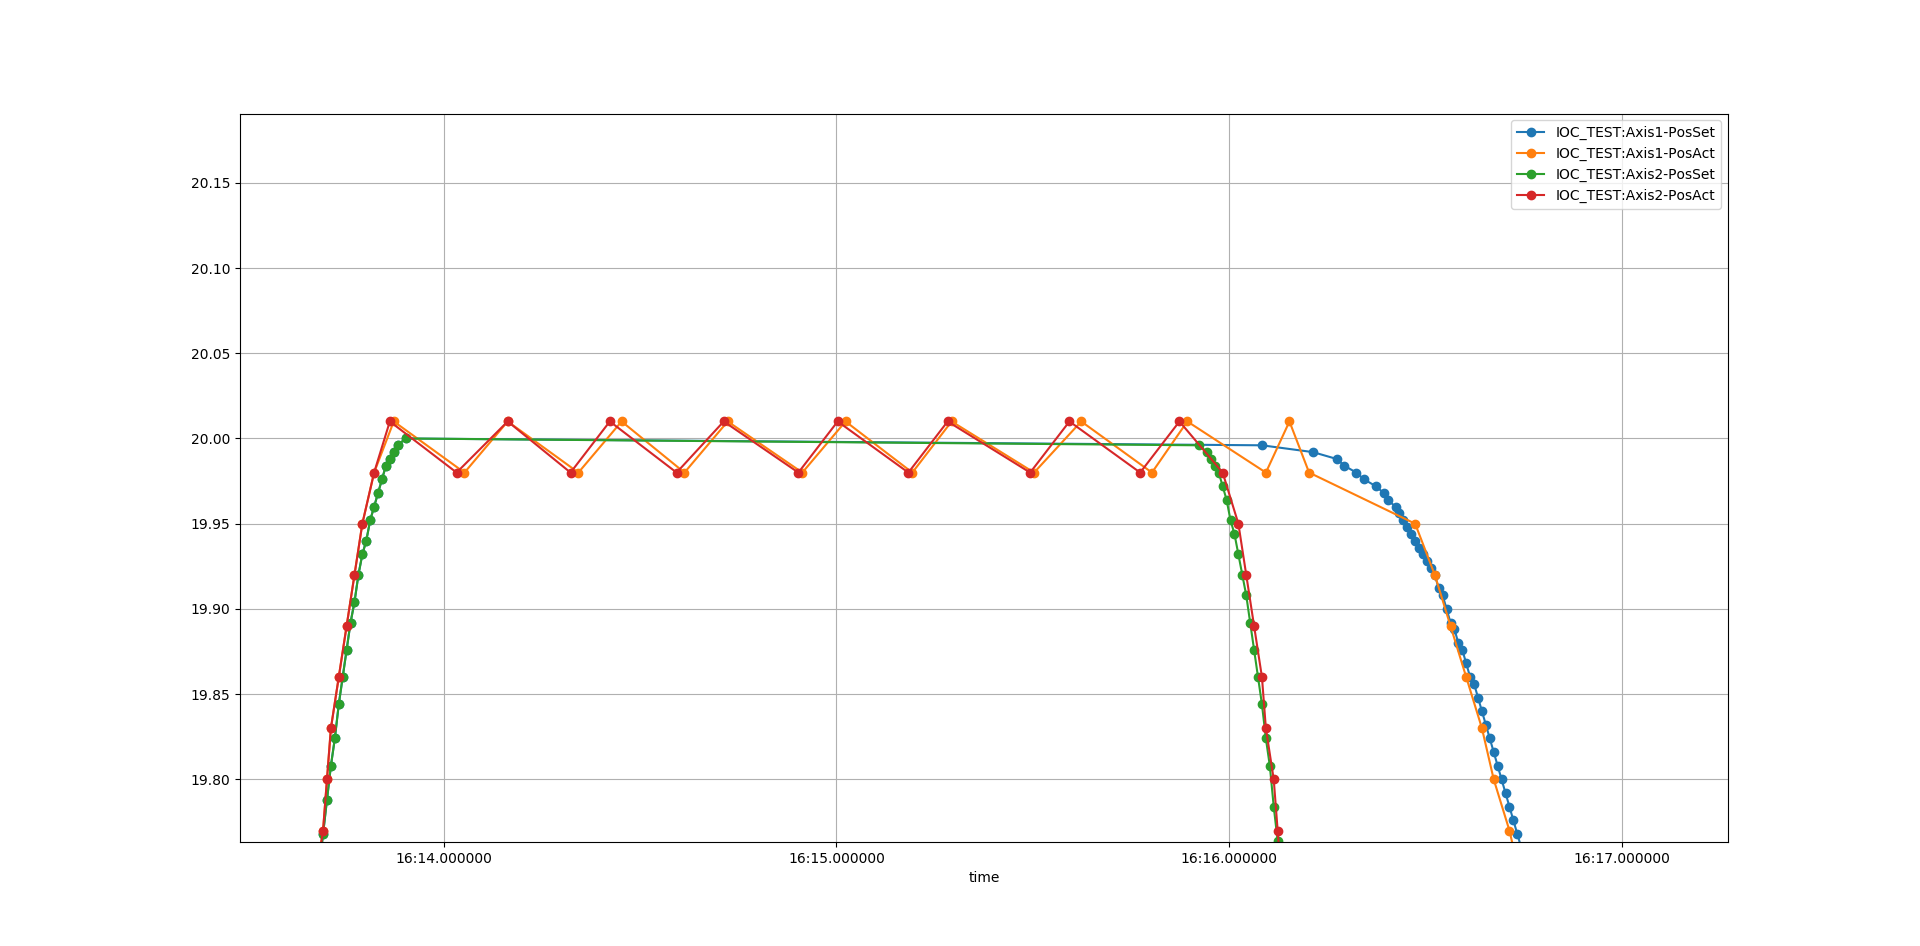 IOC_TEST:Axis1-PosSet
IOC_TEST:Axis1-PosAct
IOC_TEST:Axis2-PosSet
IOC_TEST:Axis2-PosAct
20.15
20.10
20.05
20.00
19.95
19.90
19.85
19.80
16:14.000000 16:15.000000 16:16.000000 16:17.000000
time